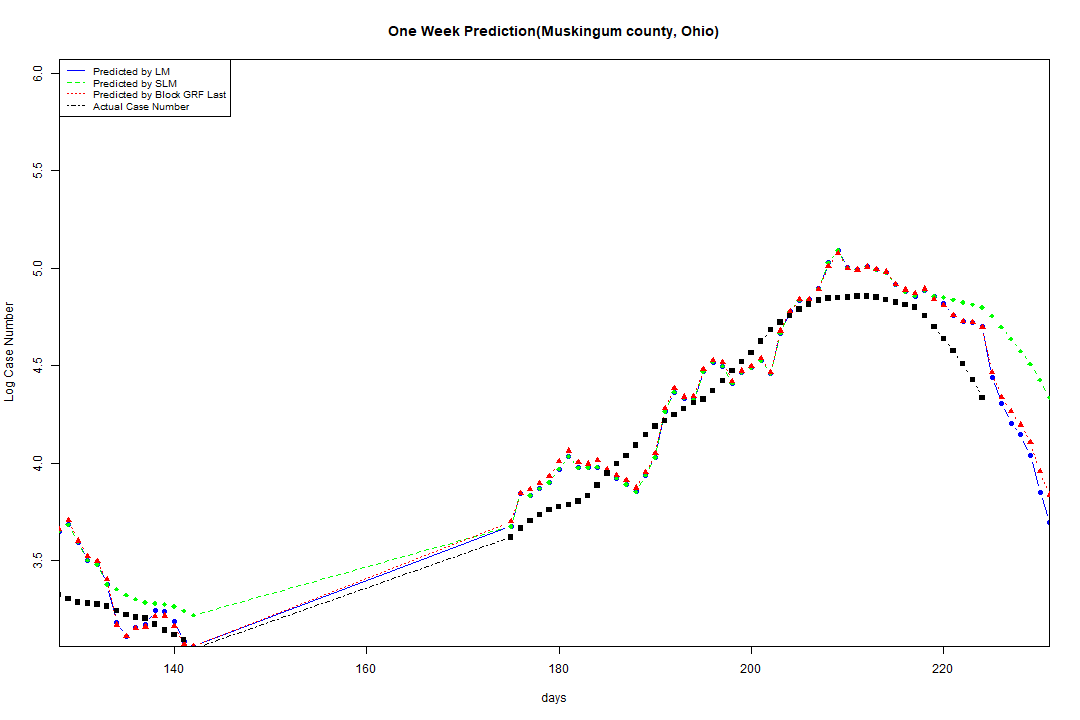 One Week Prediction(Muskingum county, Ohio)
Predicted by LM
Predicted by SLM
Predicted by Block GRF Last
Actual Case Number
Log Case Number
6.0
5.5
5.0
4.5
4.0
3.5
140 160 180 200 220
days